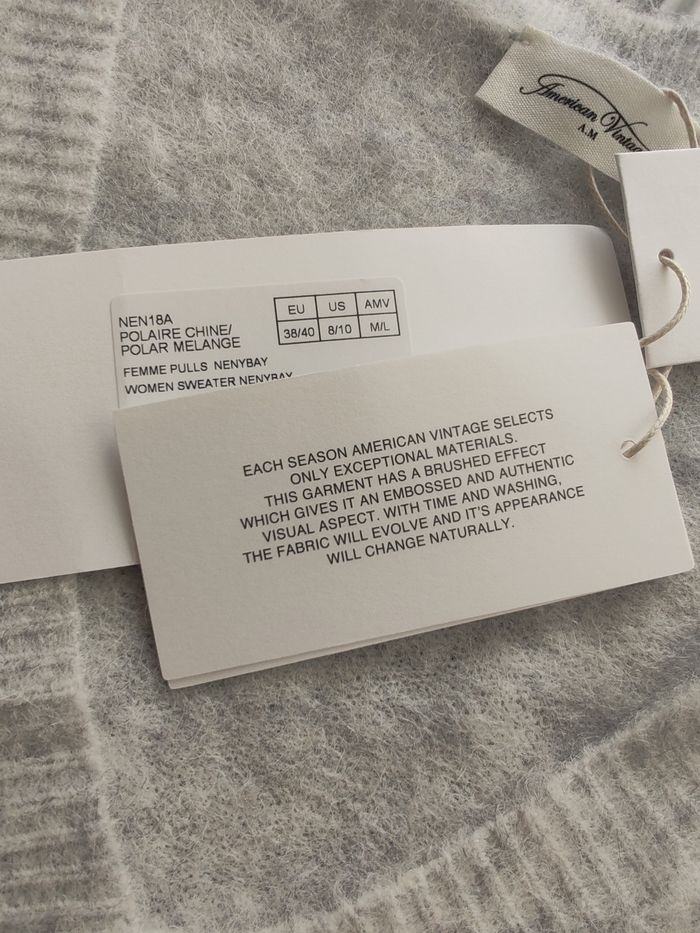 American
A.M
NEN18A
POLAIRE CHINE/
POLAR MELANGE
EU US AMV
38/40 8/10 M/L
FEMME PULLS NENYBAY
WOMEN SWEATER NENYBAY
EACH SEASON AMERICAN VINTAGE SELECTS
ONLY EXCEPTIONAL MATERIALS.
THIS GARMENT HAS A BRUSHED EFFECT
WHICH GIVES IT AN EMBOSSED AND AUTHENTIC
VISUAL ASPECT. WITH TIME AND WASHING,
THE FABRIC WILL EVOLVE AND IT'S APPEARANCE
WILL CHANGE NATURALLY.